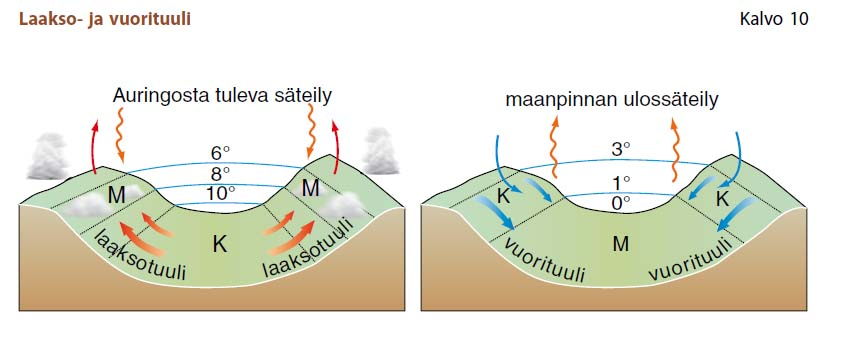 Laakso- ja vuorituuli
Kalvo 10
Auringosta tuleva säteily
6°
8°
10°
M
M
K
laaksotuuli
laaksotuuli
maanpinnan ulossäteily
3°
1°
0°
K
K
M
vuorituuli
vuorituuli